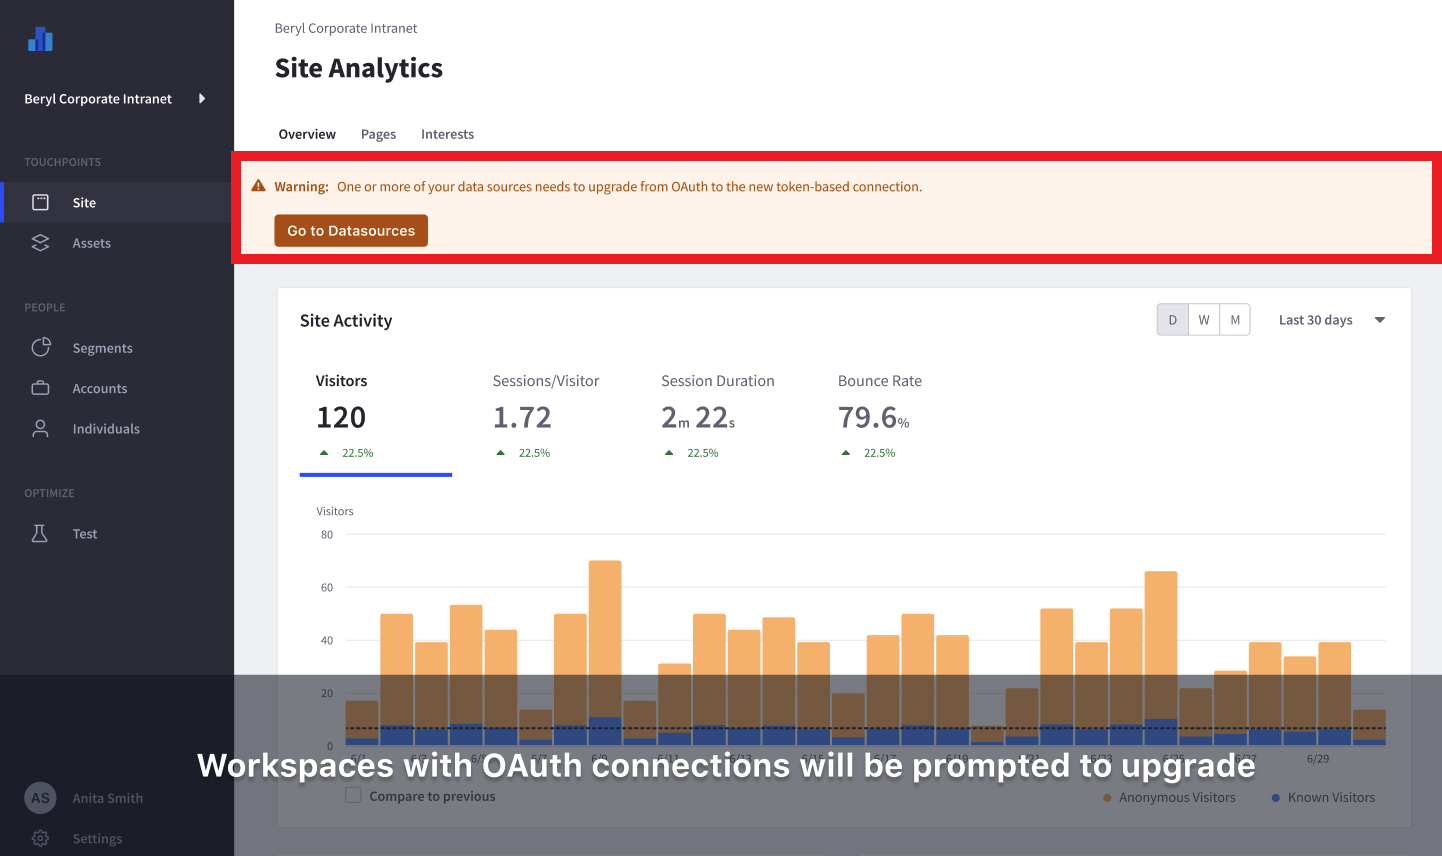 Beryl Corporate Intranet
Site Analytics
Beryl Corporate Intranet
Overview Pages Interests
TOUCHPOINTS
Site
Assets
PEOPLE
Segments
Accounts
Individuals
OPTIMIZE
Test
AS Anita Smith
Settings
Warning: One or more of your data sources needs to upgrade from OAuth to the new token-based connection.
Go to Datasources
Site Activity
D W M Last 30 days
Visitors Sessions/Visitor Session Duration Bounce Rate
120 1.72 2m 22s 79.6%
22.5% 22.5% 22.5% 22.5%
Visitors
80
60
40
20
0
6/29
Workspaces with OAuth connections will be prompted to upgrade
Compare to previous
Anonymous Visitors Known Visitors